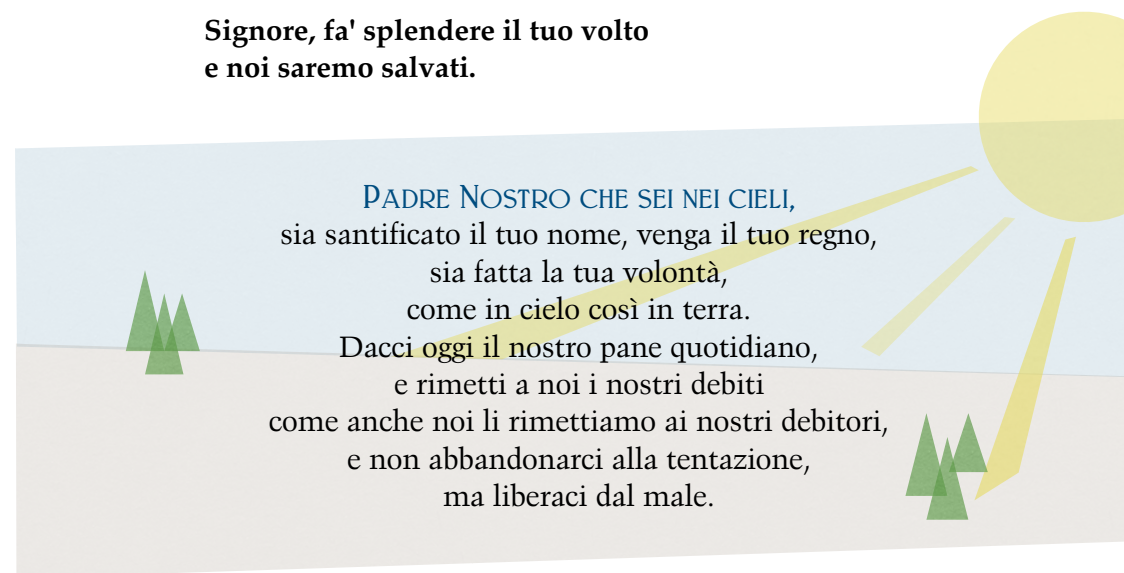 Signore, fa' splendere il tuo volto
e noi saremo salvati.
PADRE NOSTRO CHE SEI NEI CIELI,
sia santificato il tuo nome, venga il tuo regno,
sia fatta la tua volontà,
come in cielo così in terra.
Dacci oggi il nostro pane quotidiano,
e rimetti a noi i nostri debiti
come anche noi li rimettiamo ai nostri debitori,
e non abbandonarci alla tentazione,
ma liberaci dal male.